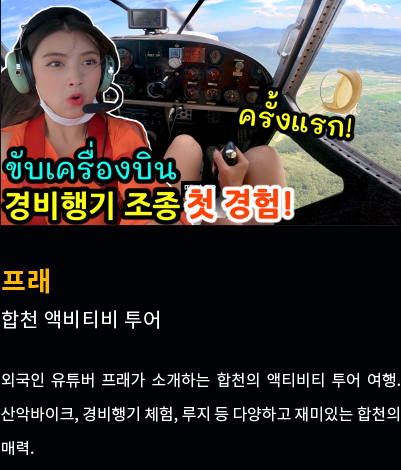 ครั้งแรก!
ขับเครื่องบิน
경비행기 조종 첫 경험!
프래
합천 액비티비 투어
외국인 유튜버 프래가 소개하는 합천의 액티비티 투어 여행.
산악바이크, 경비행기 체험, 루지 등 다양하고 재미있는 합천의
매력.